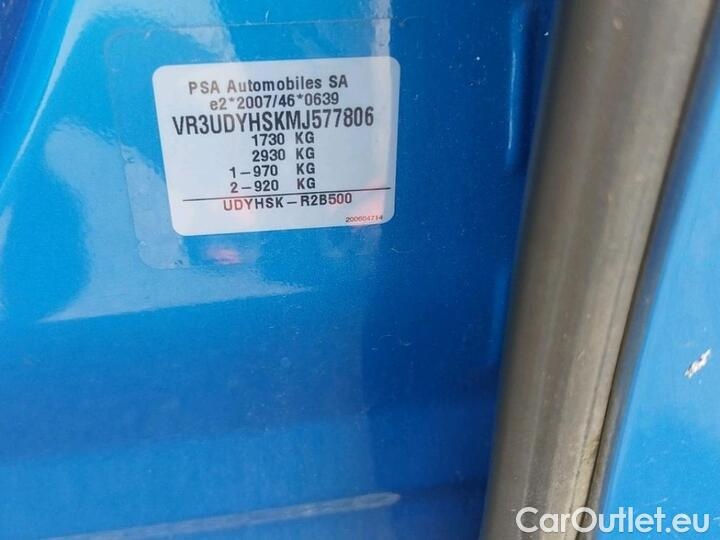 PSA Automobiles SA
e2*2007/46*0639
VR3UDYHSKMJ577806
1730 KG
2930 KG
1-970 KG
2-920 KG
UDYHSK-R2B500
200604714
CarOutlet.eu